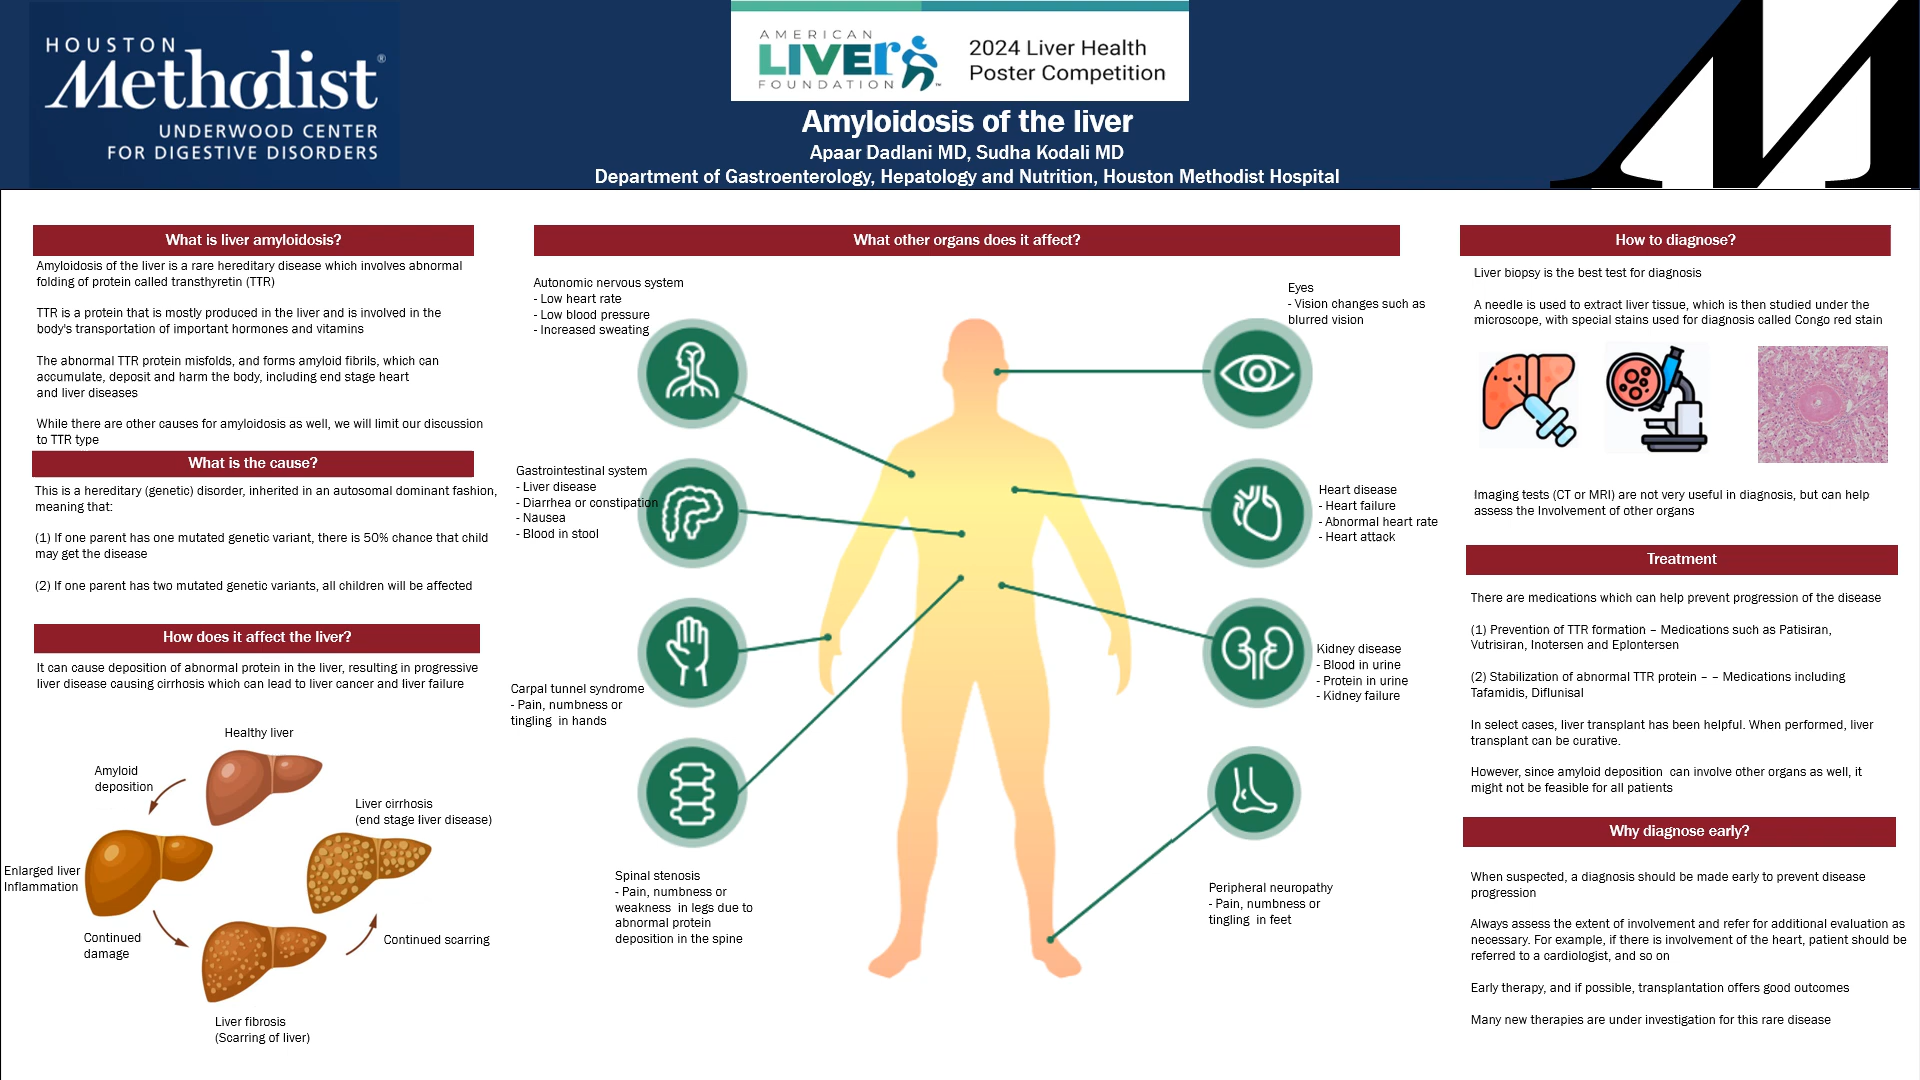 HOUSTON
Methodist®
UNDERWOOD CENTER
FOR DIGESTIVE DISORDERS
AMERICAN
LIVER
FOUNDATION™
2024 Liver Health
Poster Competition
Amyloidosis of the liver
Apaar Dadlani MD, Sudha Kodali MD
Department of Gastroenterology, Hepatology and Nutrition, Houston Methodist Hospital
M
What is liver amyloidosis?
Amyloidosis of the liver is a rare hereditary disease which involves abnormal
folding of protein called transthyretin (TTR)
TTR is a protein that is mostly produced in the liver and is involved in the
body's transportation of important hormones and vitamins
The abnormal TTR protein misfolds, and forms amyloid fibrils, which can
accumulate, deposit and harm the body, including end stage heart
and liver diseases
While there are other causes for amyloidosis as well, we will limit our discussion
to TTR type
What is the cause?
This is a hereditary (genetic) disorder, inherited in an autosomal dominant fashion,
meaning that:
(1) If one parent has one mutated genetic variant, there is 50% chance that child
may get the disease
(2) If one parent has two mutated genetic variants, all children will be affected
How does it affect the liver?
It can cause deposition of abnormal protein in the liver, resulting in progressive
liver disease causing cirrhosis which can lead to liver cancer and liver failure
Healthy liver
Amyloid
deposition
Liver cirrhosis
(end stage liver disease)
Enlarged liver
Inflammation
Continued
damage
Continued scarring
Liver fibrosis
(Scarring of liver)
What other organs does it affect?
Autonomic nervous system
- Low heart rate
- Low blood pressure
- Increased sweating
Gastrointestinal system
- Liver disease
- Diarrhea or constipation
- Nausea
- Blood in stool
Carpal tunnel syndrome
- Pain, numbness or
tingling in hands
Spinal stenosis
- Pain, numbness or
weakness in legs due to
abnormal protein
deposition in the spine
Eyes
- Vision changes such as
blurred vision
Heart disease
- Heart failure
- Abnormal heart rate
- Heart attack
Kidney disease
- Blood in urine
- Protein in urine
- Kidney failure
Peripheral neuropathy
- Pain, numbness or
tingling in feet
How to diagnose?
Liver biopsy is the best test for diagnosis
A needle is used to extract liver tissue, which is then studied under the
microscope, with special stains used for diagnosis called Congo red stain
Imaging tests (CT or MRI) are not very useful in diagnosis, but can help
assess the Involvement of other organs
Treatment
There are medications which can help prevent progression of the disease
(1) Prevention of TTR formation – Medications such as Patisiran,
Vutrisiran, Inotersen and Eplontersen
(2) Stabilization of abnormal TTR protein – – Medications including
Tafamidis, Diflunisal
In select cases, liver transplant has been helpful. When performed, liver
transplant can be curative.
However, since amyloid deposition can involve other organs as well, it
might not be feasible for all patients
Why diagnose early?
When suspected, a diagnosis should be made early to prevent disease
progression
Always assess the extent of involvement and refer for additional evaluation as
necessary. For example, if there is involvement of the heart, patient should be
referred to a cardiologist, and so on
Early therapy, and if possible, transplantation offers good outcomes
Many new therapies are under investigation for this rare disease